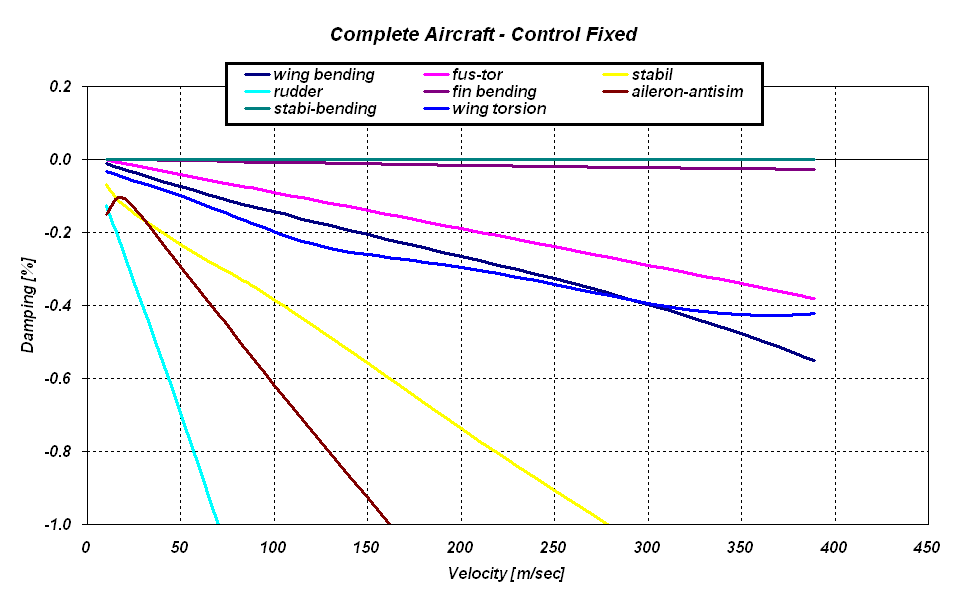 Complete Aircraft - Control Fixed
wing bending fus-tor stabil
rudder fin bending aileron-antisim
stabi-bending wing torsion
0.2
0.0
-0.2
-0.4
-0.6
-0.8
-1.0
Damping [%]
0 50 100 150 200 250 300 350 400 450
Velocity [m/sec]